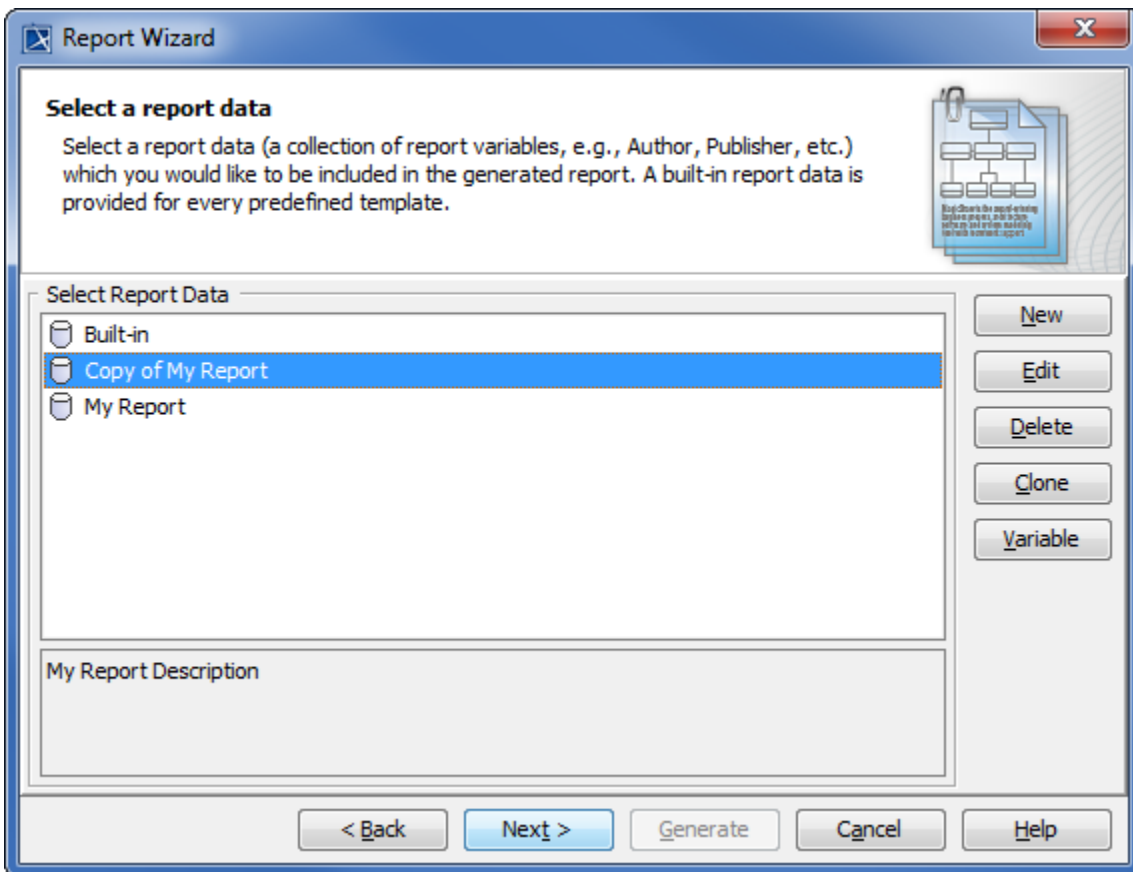 Report Wizard
Select a report data
Select a report data (a collection of report variables, e.g., Author, Publisher, etc.)
which you would like to be included in the generated report. A built-in report data is
provided for every predefined template.
Select Report Data
Built-in
Copy of My Report
My Report
New
Edit
Delete
Clone
Variable
My Report Description
< Back
Next >
Generate
Cancel
Help